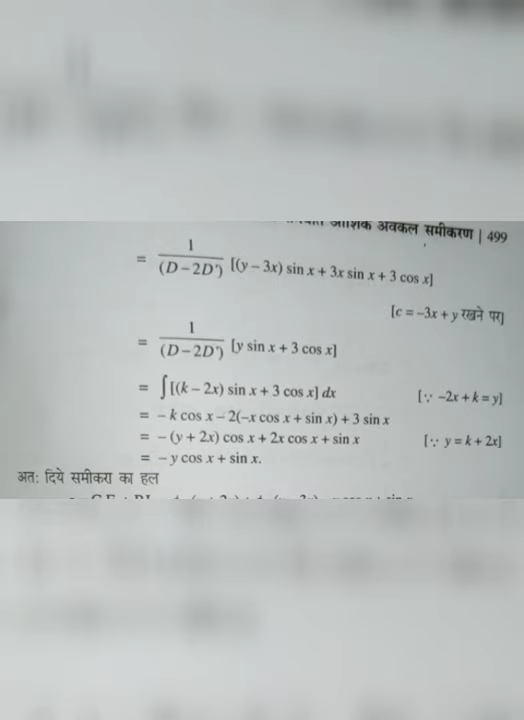 आंशिक अवकल समीकरण | 499
= 1/(D – 2D′) [(y – 3x) sin x + 3x sin x + 3 cos x]
[c = –3x + y रखने पर]
= 1/(D – 2D′) [y sin x + 3 cos x]
= ∫ [(k – 2x) sin x + 3 cos x] dx [∵ –2x + k = y]
= – k cos x – 2(–x cos x + sin x) + 3 sin x
= – (y + 2x) cos x + 2x cos x + sin x [∵ y = k + 2x]
= – y cos x + sin x.
अतः दिये समीकरा का हल